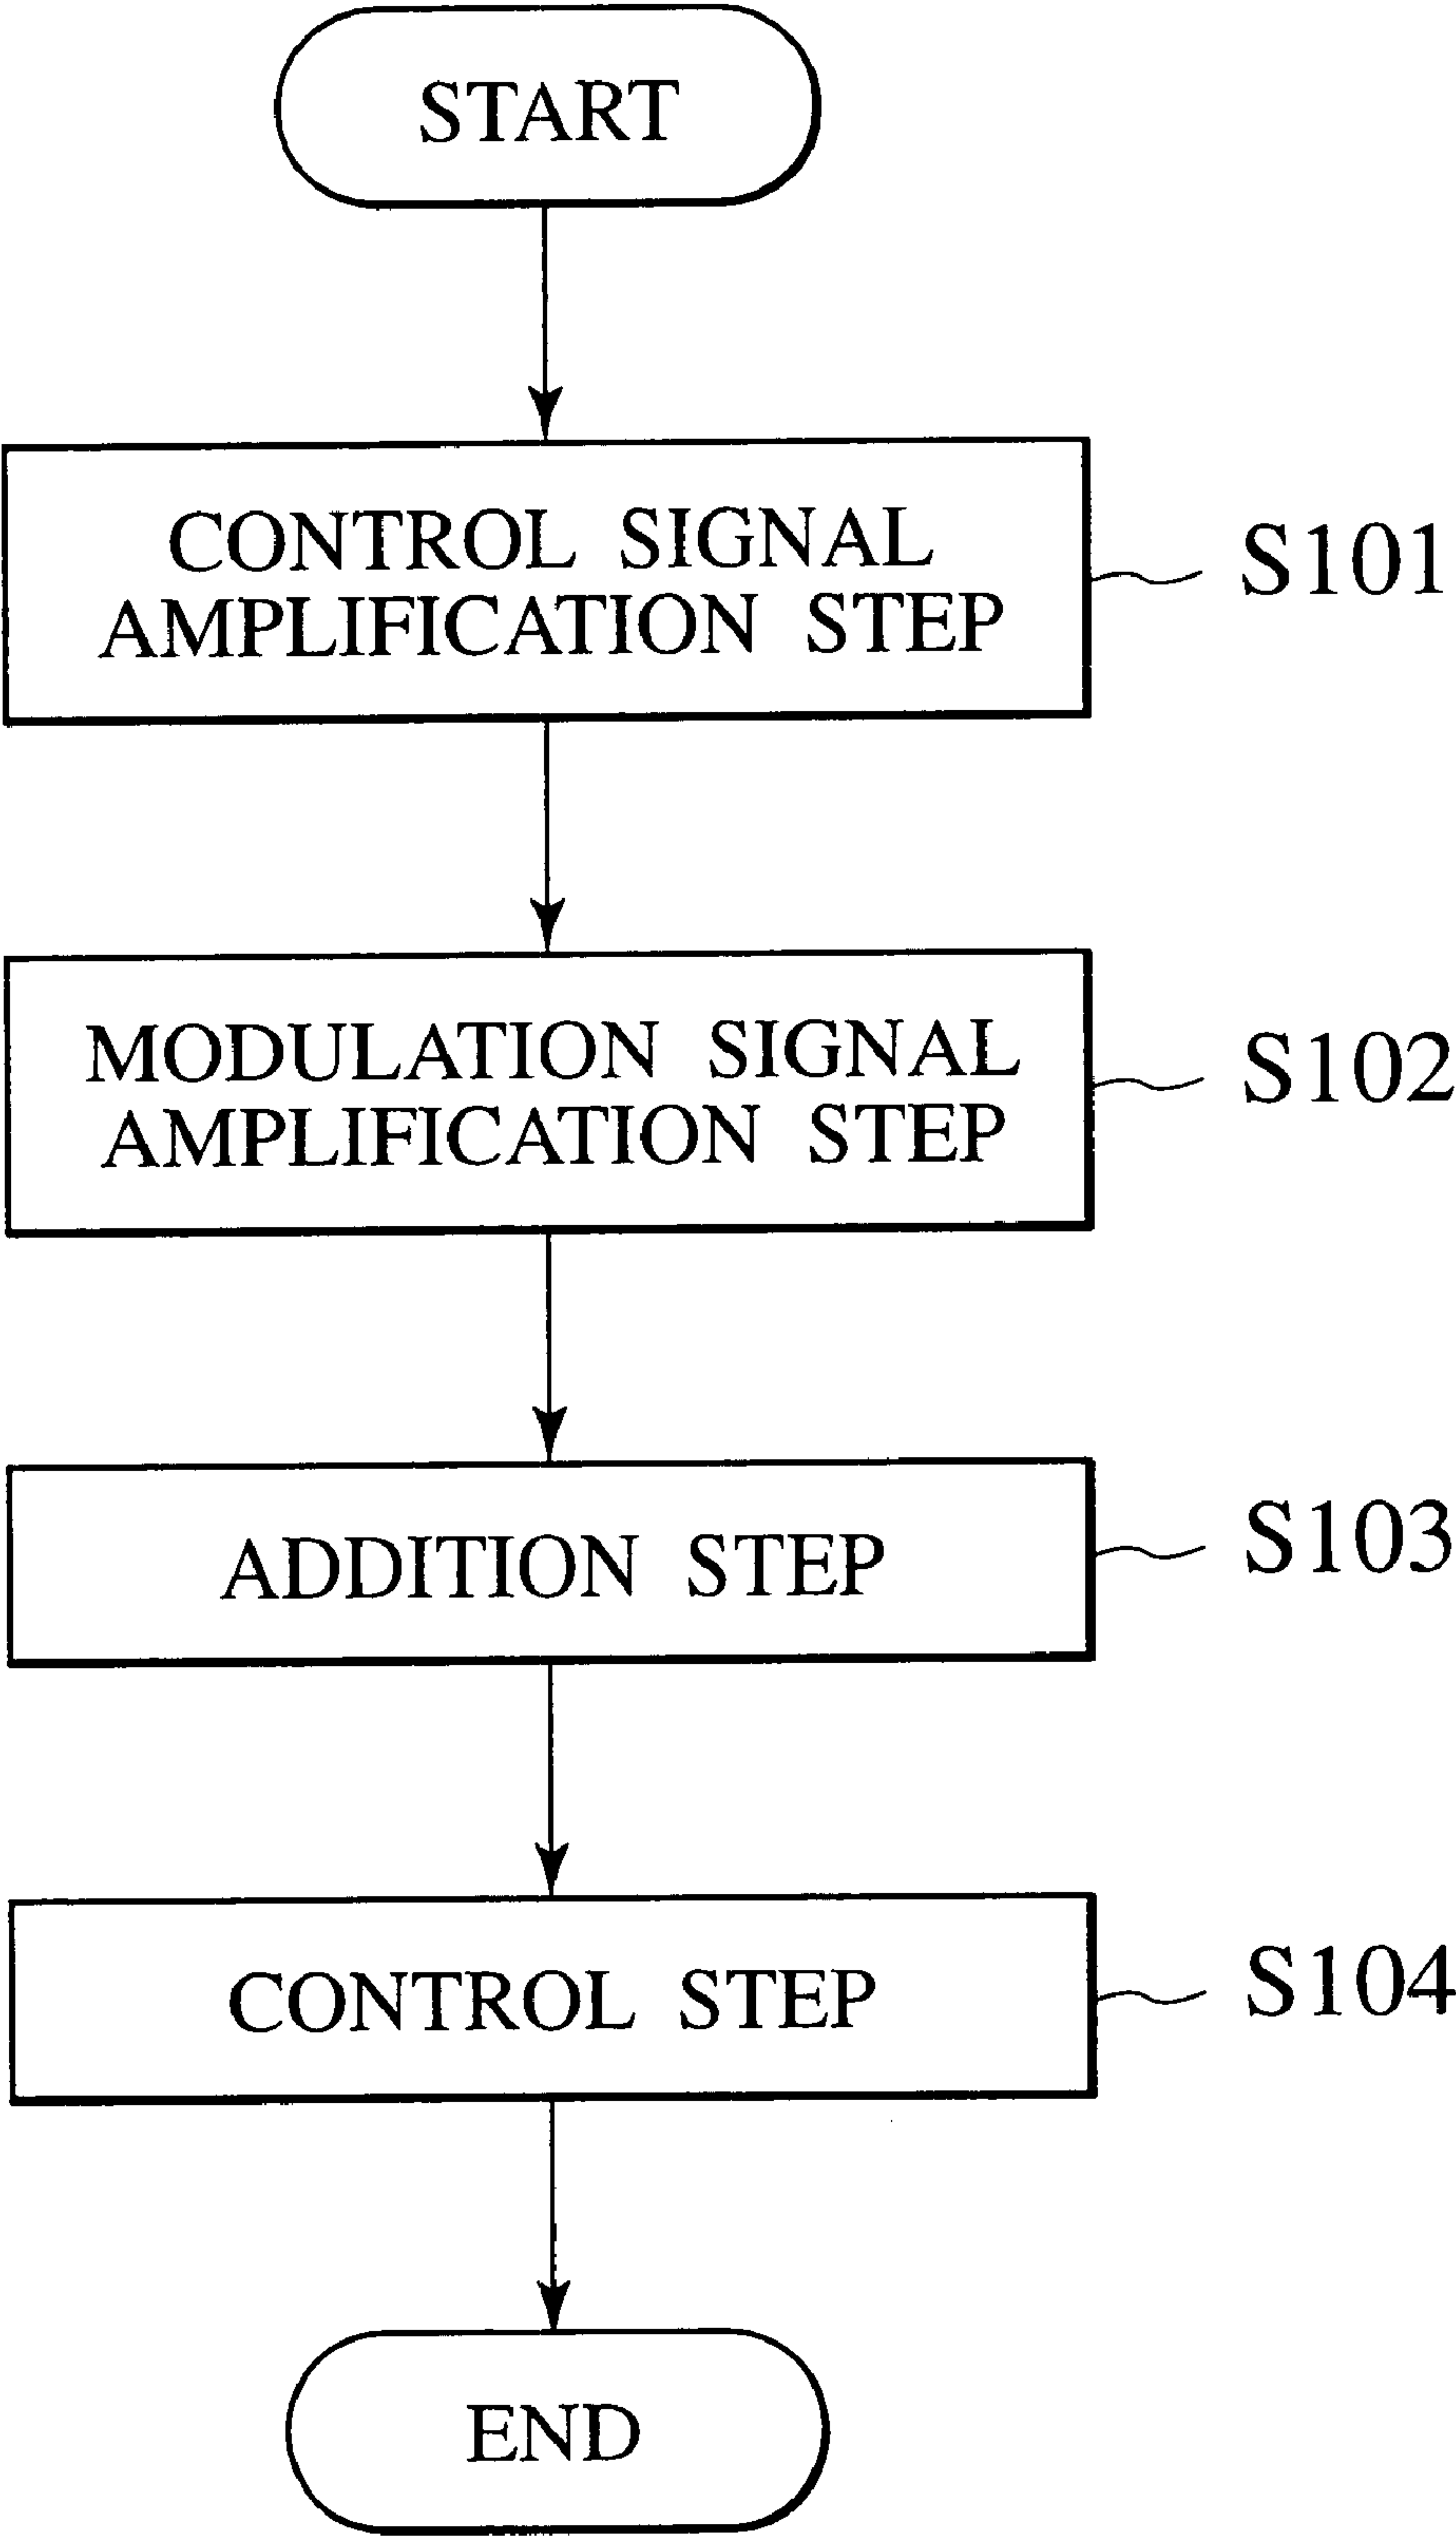 START
CONTROL SIGNAL
AMPLIFICATION STEP
S101
MODULATION SIGNAL
AMPLIFICATION STEP
S102
ADDITION STEP
S103
CONTROL STEP
S104
END